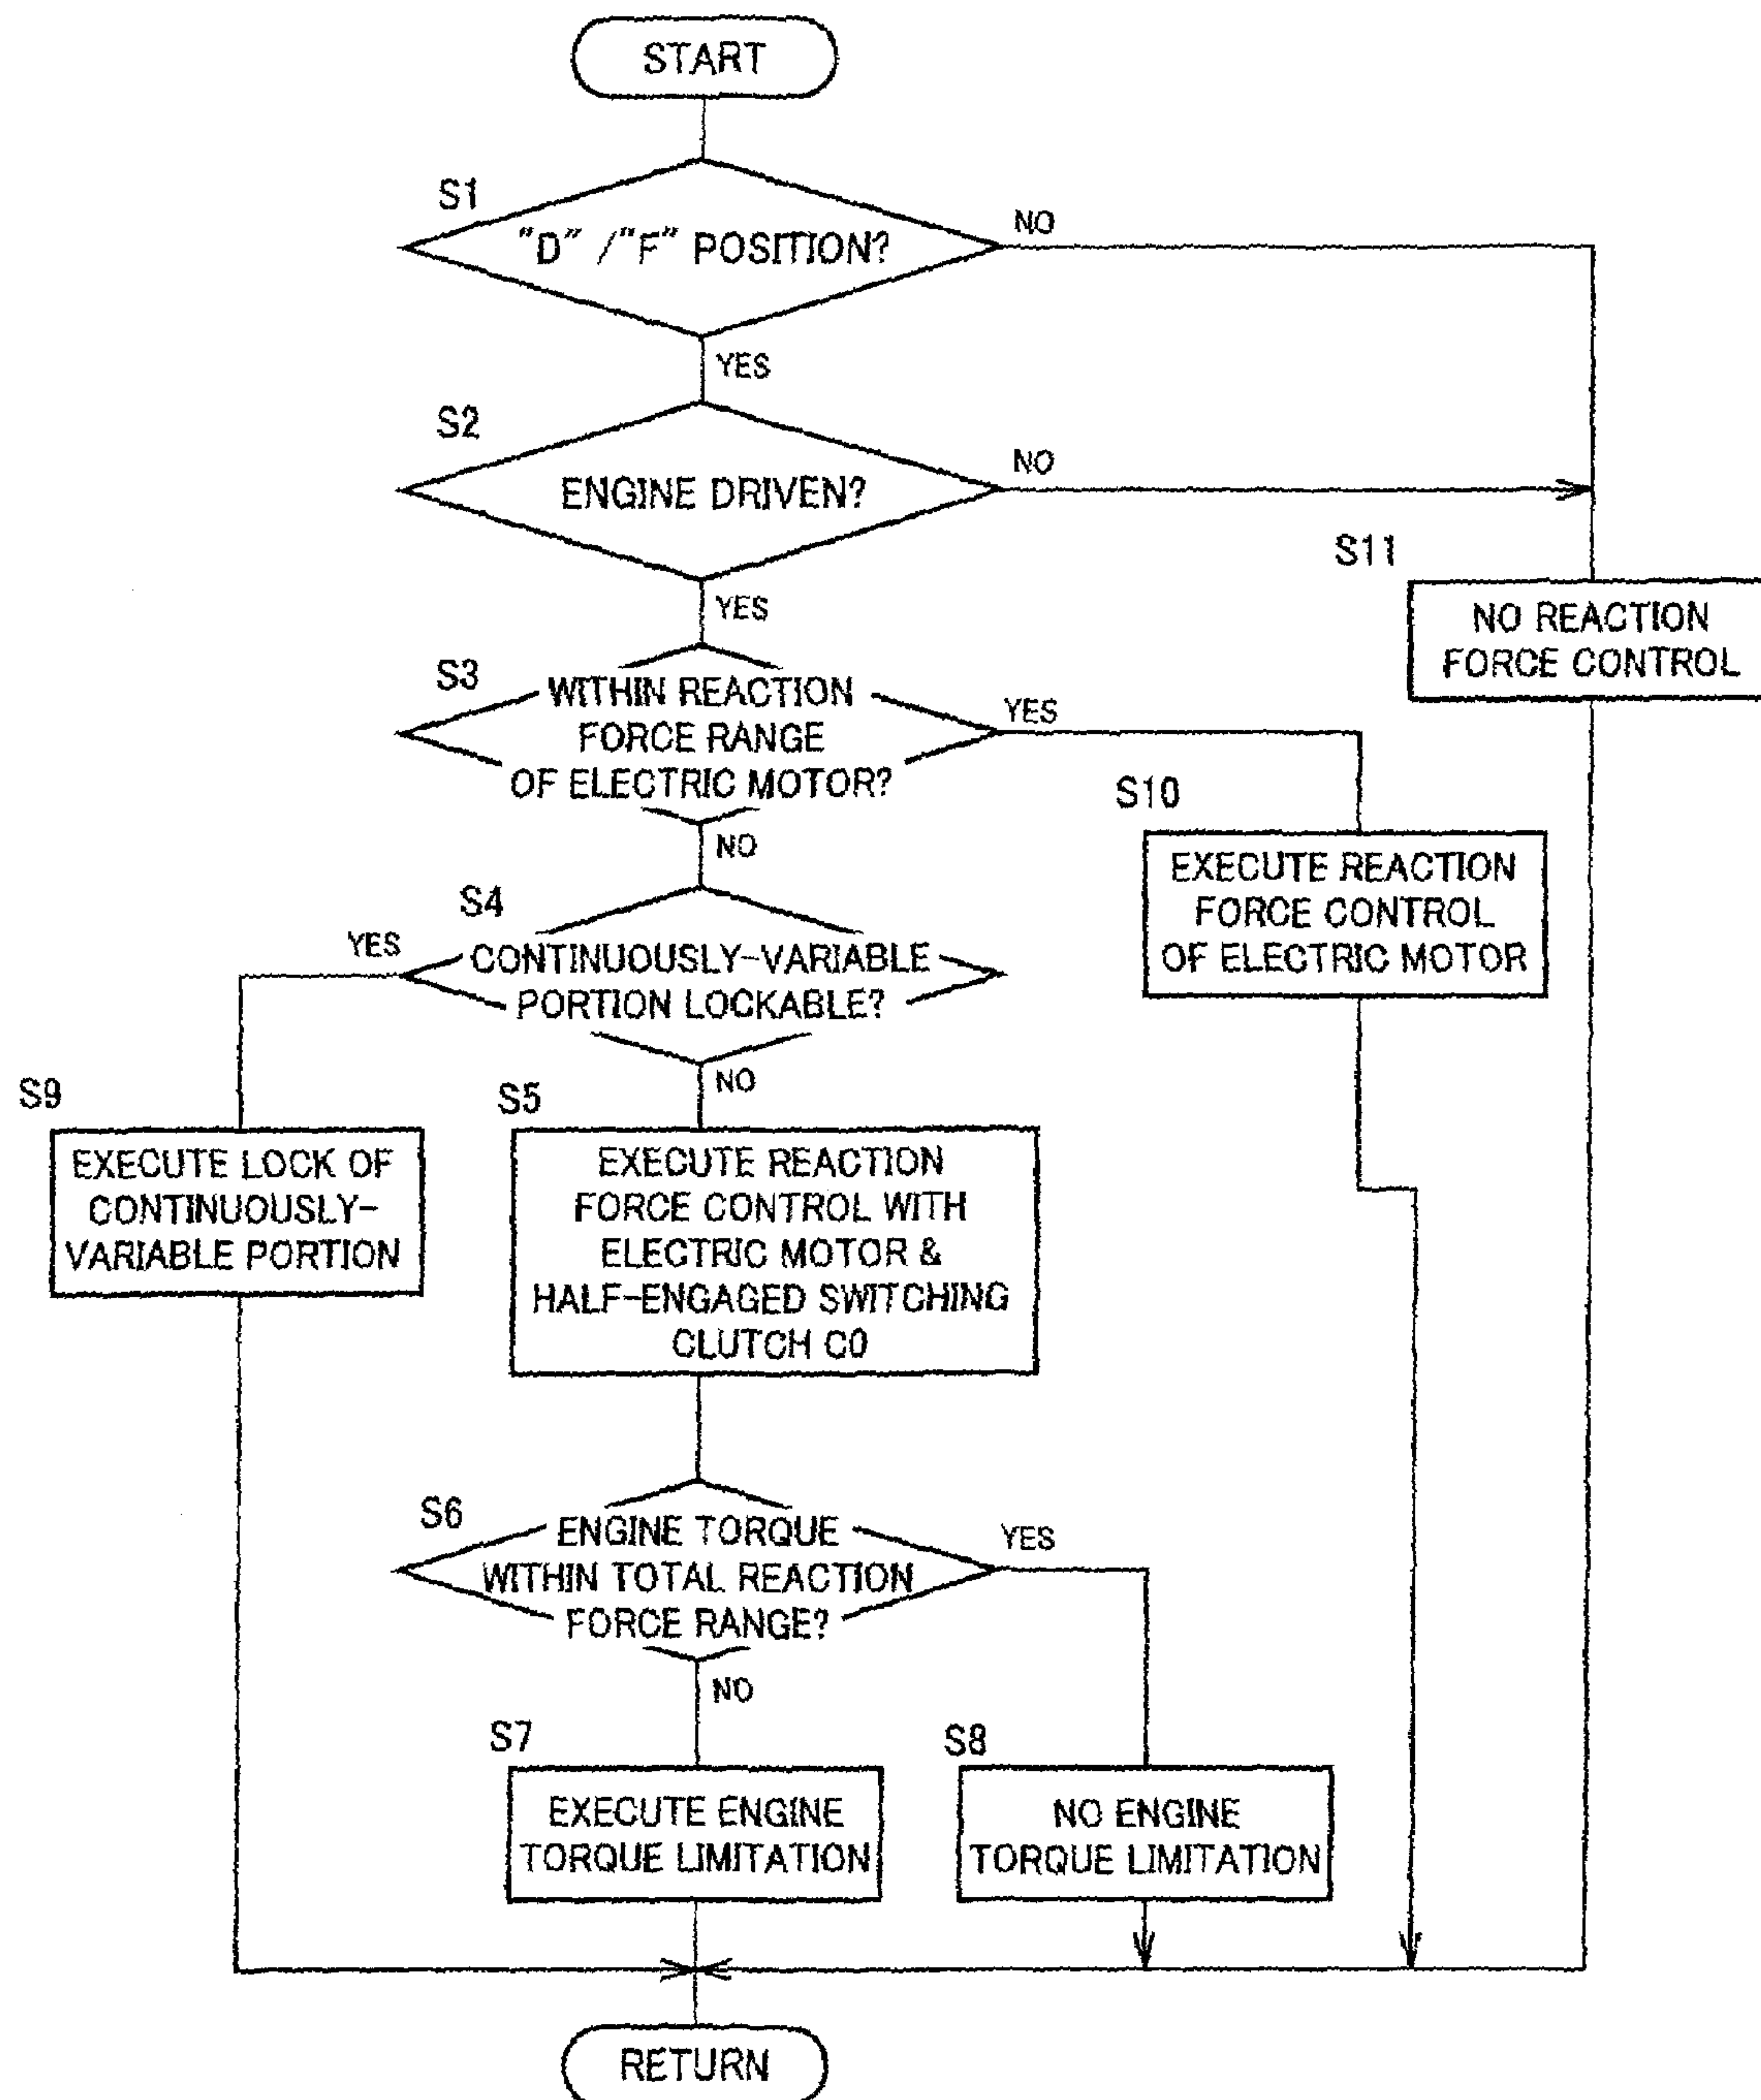 START
S1
"D" /"F" POSITION?
NO
YES
S2
ENGINE DRIVEN?
NO
YES
S11
NO REACTION
FORCE CONTROL
S3
WITHIN REACTION
FORCE RANGE
OF ELECTRIC MOTOR?
YES
NO
S10
EXECUTE REACTION
FORCE CONTROL
OF ELECTRIC MOTOR
S4
CONTINUOUSLY-VARIABLE
PORTION LOCKABLE?
YES
NO
S9
EXECUTE LOCK OF
CONTINUOUSLY-
VARIABLE PORTION
S5
EXECUTE REACTION
FORCE CONTROL WITH
ELECTRIC MOTOR &
HALF-ENGAGED SWITCHING
CLUTCH C0
S6
ENGINE TORQUE
WITHIN TOTAL REACTION
FORCE RANGE?
YES
NO
S7
EXECUTE ENGINE
TORQUE LIMITATION
S8
NO ENGINE
TORQUE LIMITATION
RETURN